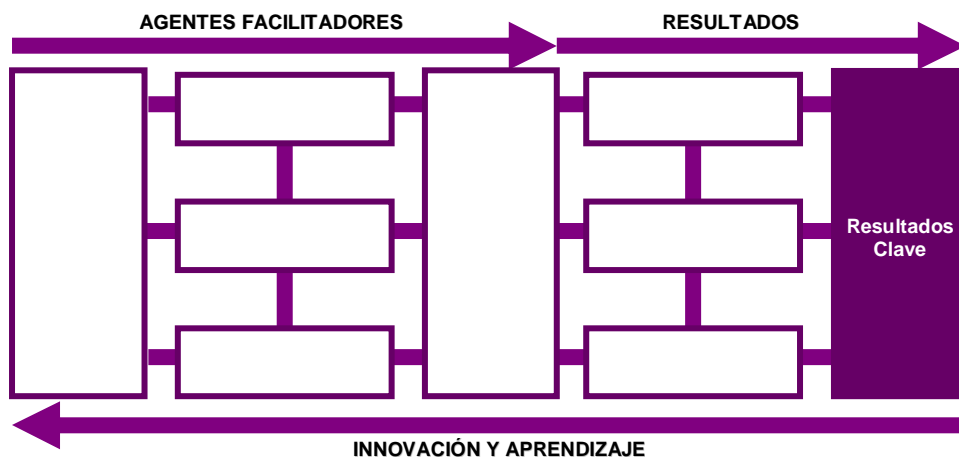 AGENTES FACILITADORES
RESULTADOS
Resultados
Clave
INNOVACIÓN Y APRENDIZAJE